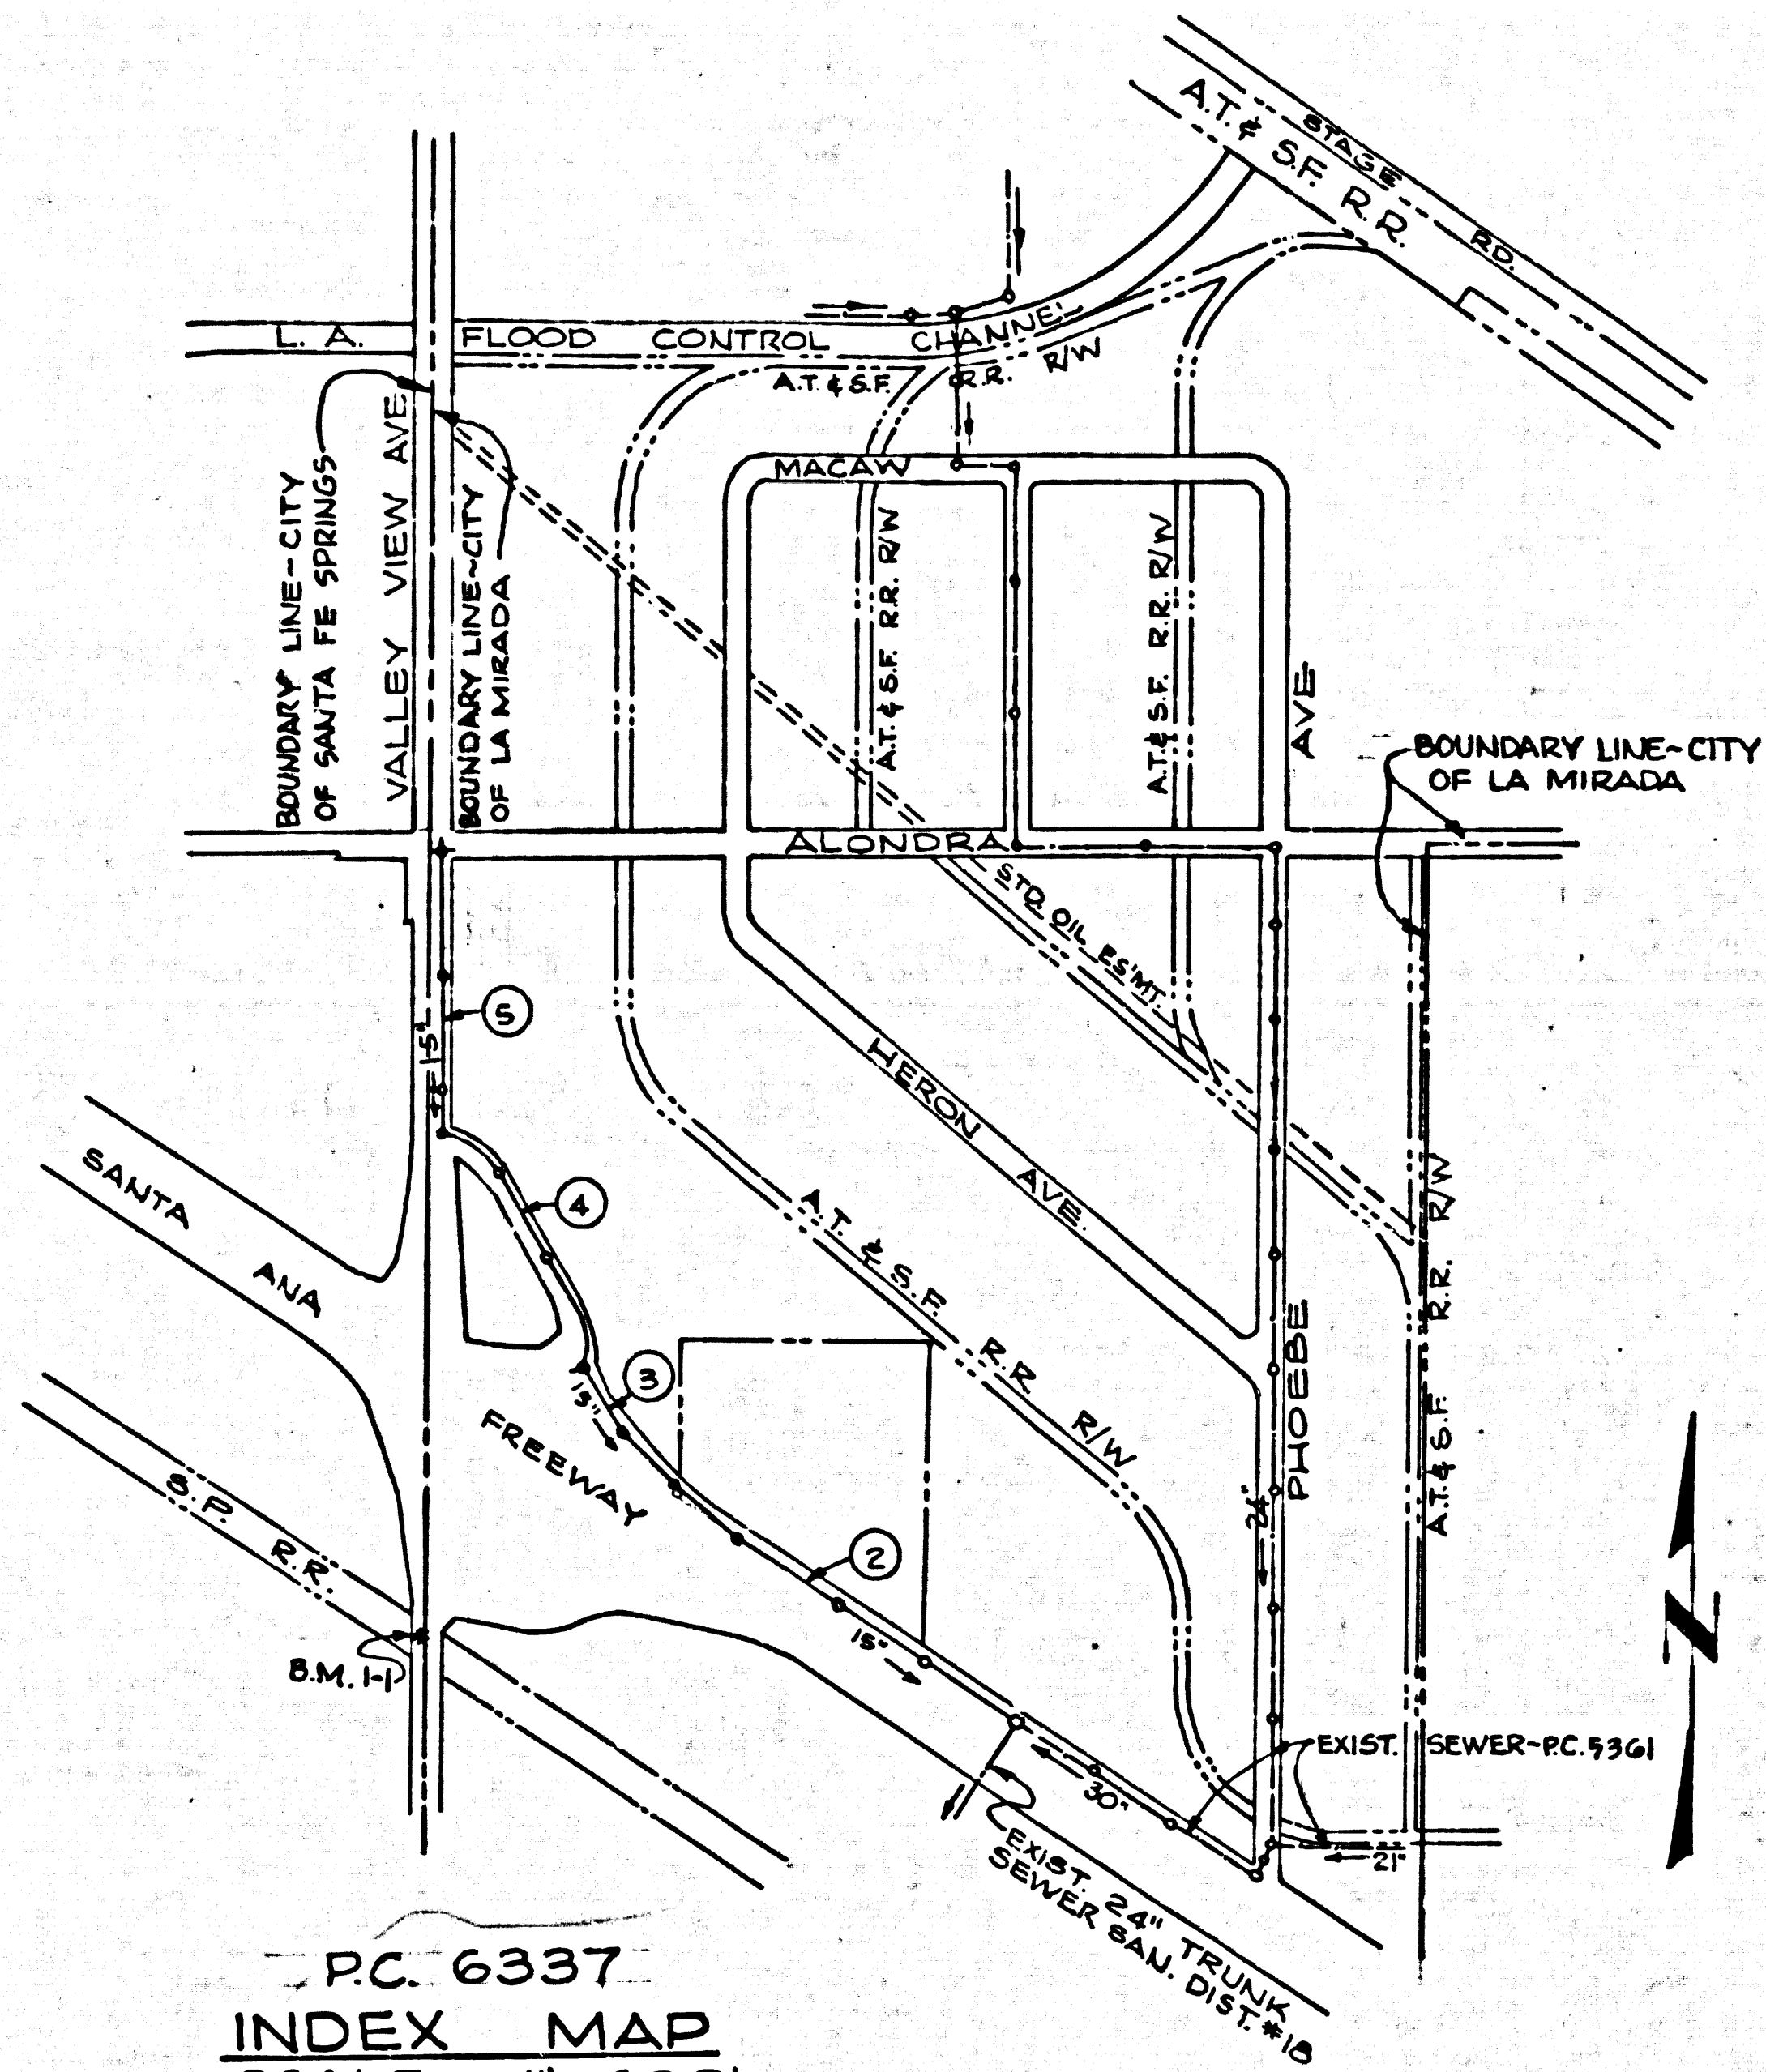 STAGE RD.
A.T. & S.F. R.R.
L. A. FLOOD CONTROL CHANNEL
A.T. & S.F. R.R. R/W
MACAW AVE
BOUNDARY LINE~CITY
OF SANTA FE SPRINGS
VALLEY VIEW AVE
BOUNDARY LINE~CITY
OF LA MIRADA
A.T. & S.F. R.R. R/W
A.T. & S.F. R.R. R/W
BOUNDARY LINE~CITY
OF LA MIRADA
ALONDRA
STD. OIL ES'MT.
5
15"
HERON AVE.
4
SANTA ANA
FREEWAY
A.T. & S.F. R.R R/W
PHOEBE
A.T. & S.F. R.R. R/W
3
15"
24"
S.P. R.R.
2
15"
B.M. 1-1
N
EXIST. SEWER~P.C. 5361
30"
21"
EXIST. 24" TRUNK
SEWER SAN. DIST. #18
P.C. 6337
INDEX MAP